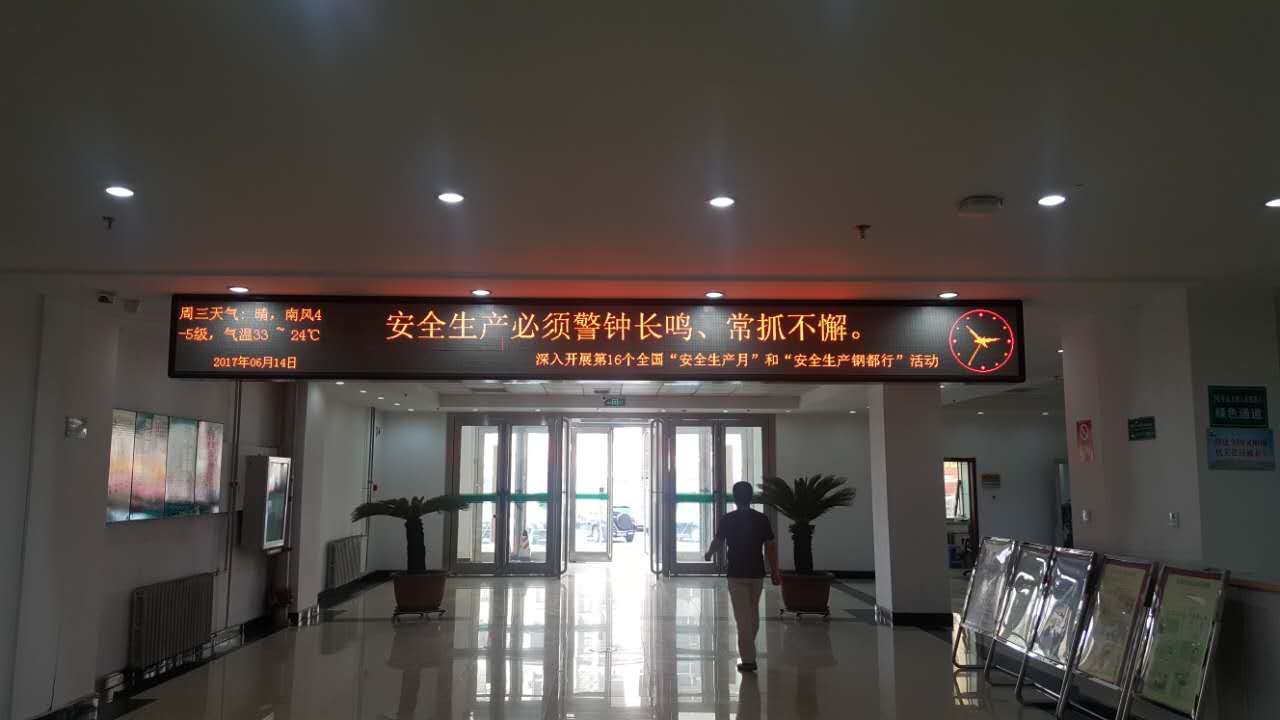 周三天气：晴，南风4
-5级，气温33 ~ 24℃
2017年06月14日
安全生产必须警钟长鸣、常抓不懈。
深入开展第16个全国“安全生产月”和“安全生产钢都行”活动
绿色通道